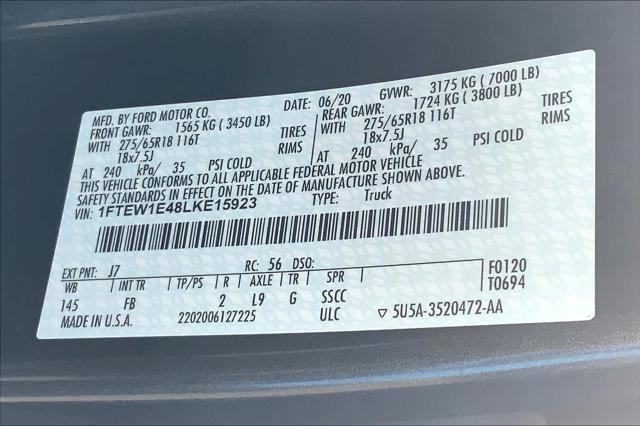 MFD. BY FORD MOTOR CO. DATE: 06/20 GVWR: 3175 KG ( 7000 LB)
FRONT GAWR: 1565 KG ( 3450 LB) REAR GAWR: 1724 KG ( 3800 LB)
WITH 275/65R18 116T TIRES WITH 275/65R18 116T TIRES
18x7.5J RIMS 18x7.5J RIMS
AT 240 kPa/ 35 PSI COLD AT 240 kPa/ 35 PSI COLD
THIS VEHICLE CONFORMS TO ALL APPLICABLE FEDERAL MOTOR VEHICLE
SAFETY STANDARDS IN EFFECT ON THE DATE OF MANUFACTURE SHOWN ABOVE.
VIN: 1FTEW1E48LKE15923 TYPE: Truck
EXT PNT: J7 RC: 56 DSO: F0120
WB INT TR TP/PS R AXLE TR SPR T0694
145 FB 2 L9 G SSCC
MADE IN U.S.A. 2202006127225 ULC ▽ 5U5A-3520472-AA